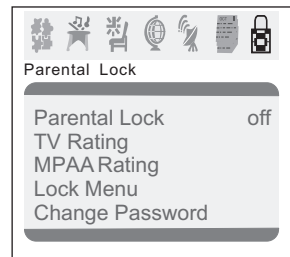 Parental Lock
Parental Lock off
TV Rating
MPAA Rating
Lock Menu
Change Password